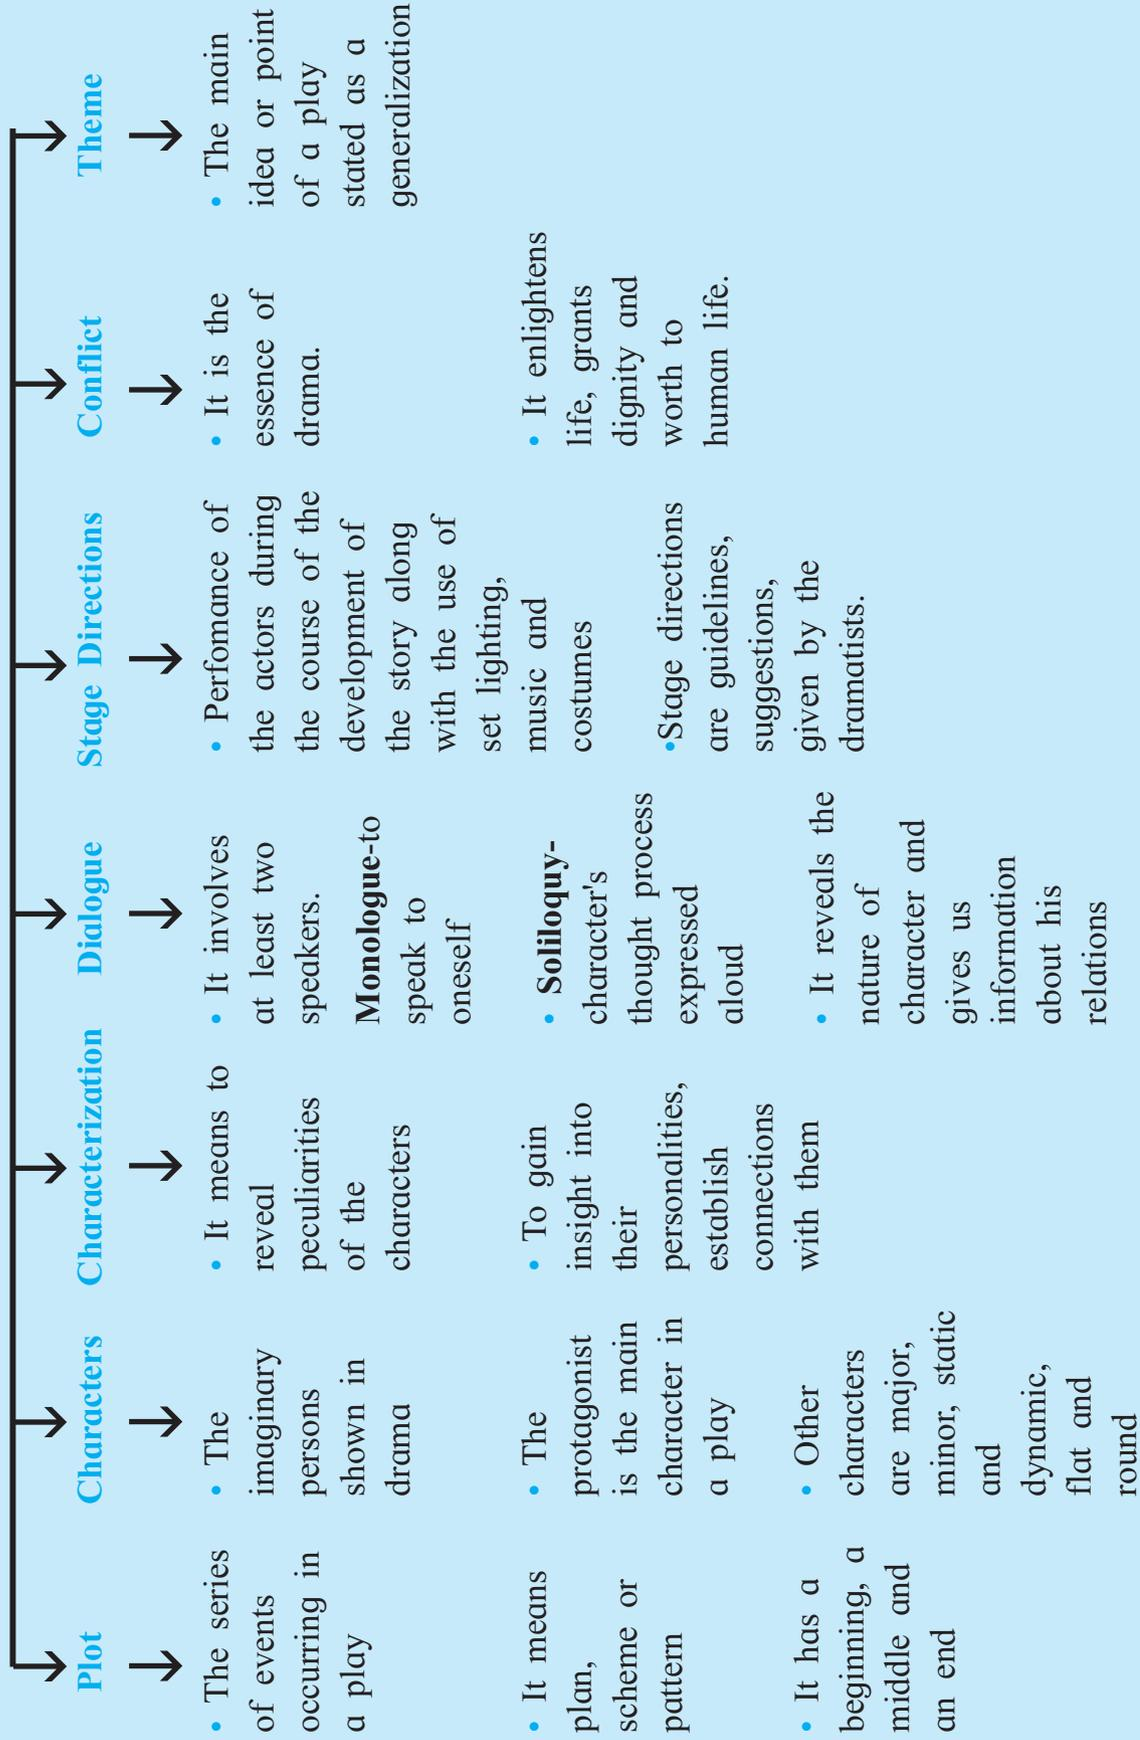 Plot
• The series
of events
occurring in
a play
• It means
plan,
scheme or
pattern
• It has a
beginning, a
middle and
an end
Characters
• The
imaginary
persons
shown in
drama
• The
protagonist
is the main
character in
a play
• Other
characters
are major,
minor, static
and
dynamic,
flat and
round
Characterization
• It means to
reveal
peculiarities
of the
characters
• To gain
insight into
their
personalities,
establish
connections
with them
Dialogue
• It involves
at least two
speakers.
Monologue-to
speak to
oneself
• Soliloquy-
character's
thought process
expressed
aloud
• It reveals the
nature of
character and
gives us
information
about his
relations
Stage Directions
• Perfomance of
the actors during
the course of the
development of
the story along
with the use of
set lighting,
music and
costumes
•Stage directions
are guidelines,
suggestions,
given by the
dramatists.
Conflict
• It is the
essence of
drama.
• It enlightens
life, grants
dignity and
worth to
human life.
Theme
• The main
idea or point
of a play
stated as a
generalization